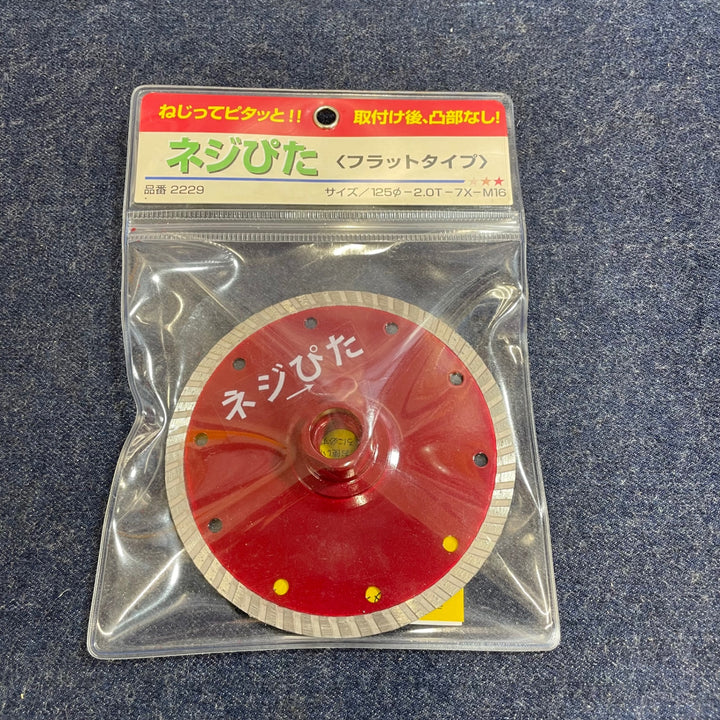 ねじってピタッと!! 取付け後、凸部なし!
ネジぴた 〈フラットタイプ〉
品番 2229 サイズ/125φ−2.0T−7X−M16
ネジぴた